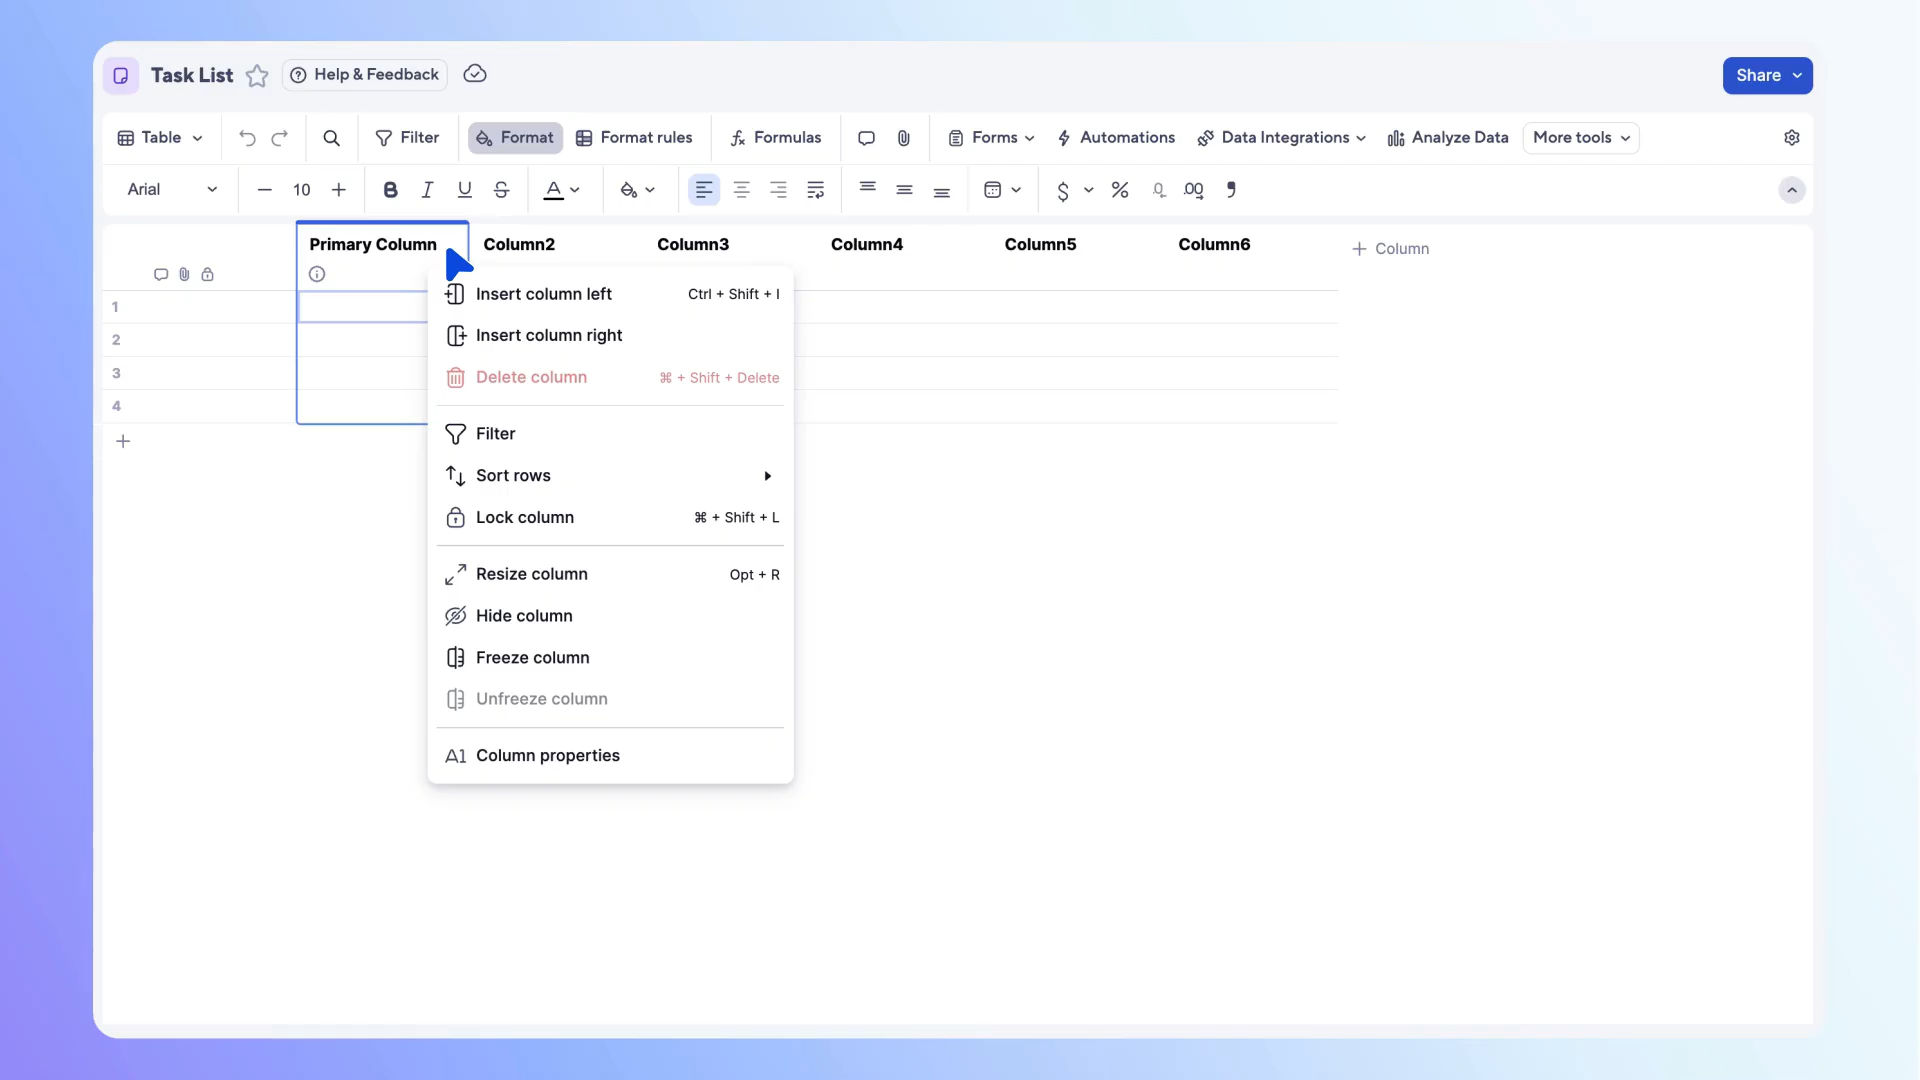 Task List
Help & Feedback
Share
Table
Filter
Format
Format rules
Formulas
Forms
Automations
Data Integrations
Analyze Data
More tools
Arial
10
B I U S A
$ % .0 .00 ,
Primary Column Column2 Column3 Column4 Column5 Column6 + Column
1
2
3
4
Insert column left Ctrl + Shift + I
Insert column right
Delete column ⌘ + Shift + Delete
Filter
Sort rows
Lock column ⌘ + Shift + L
Resize column Opt + R
Hide column
Freeze column
Unfreeze column
A1 Column properties